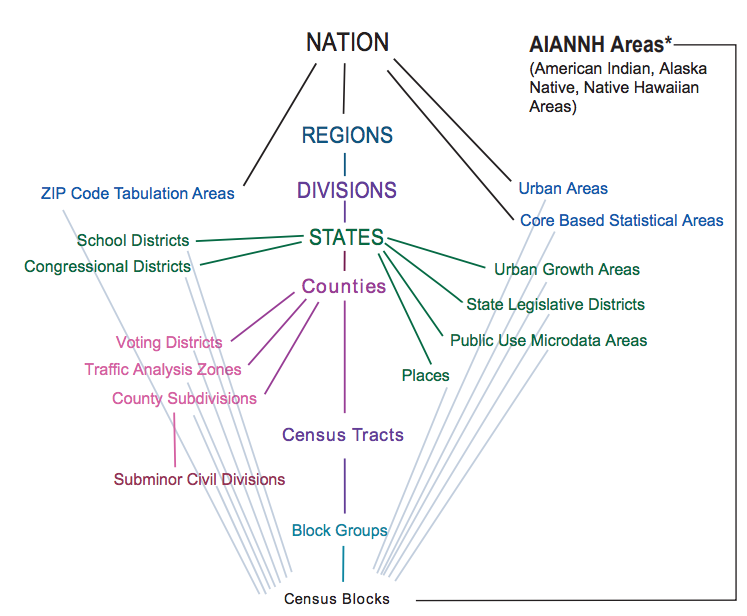 NATION
AIANNH Areas*
(American Indian, Alaska
Native, Native Hawaiian
Areas)
REGIONS
ZIP Code Tabulation Areas
DIVISIONS
Urban Areas
Core Based Statistical Areas
School Districts
STATES
Congressional Districts
Urban Growth Areas
Counties
State Legislative Districts
Voting Districts
Public Use Microdata Areas
Traffic Analysis Zones
Places
County Subdivisions
Census Tracts
Subminor Civil Divisions
Block Groups
Census Blocks